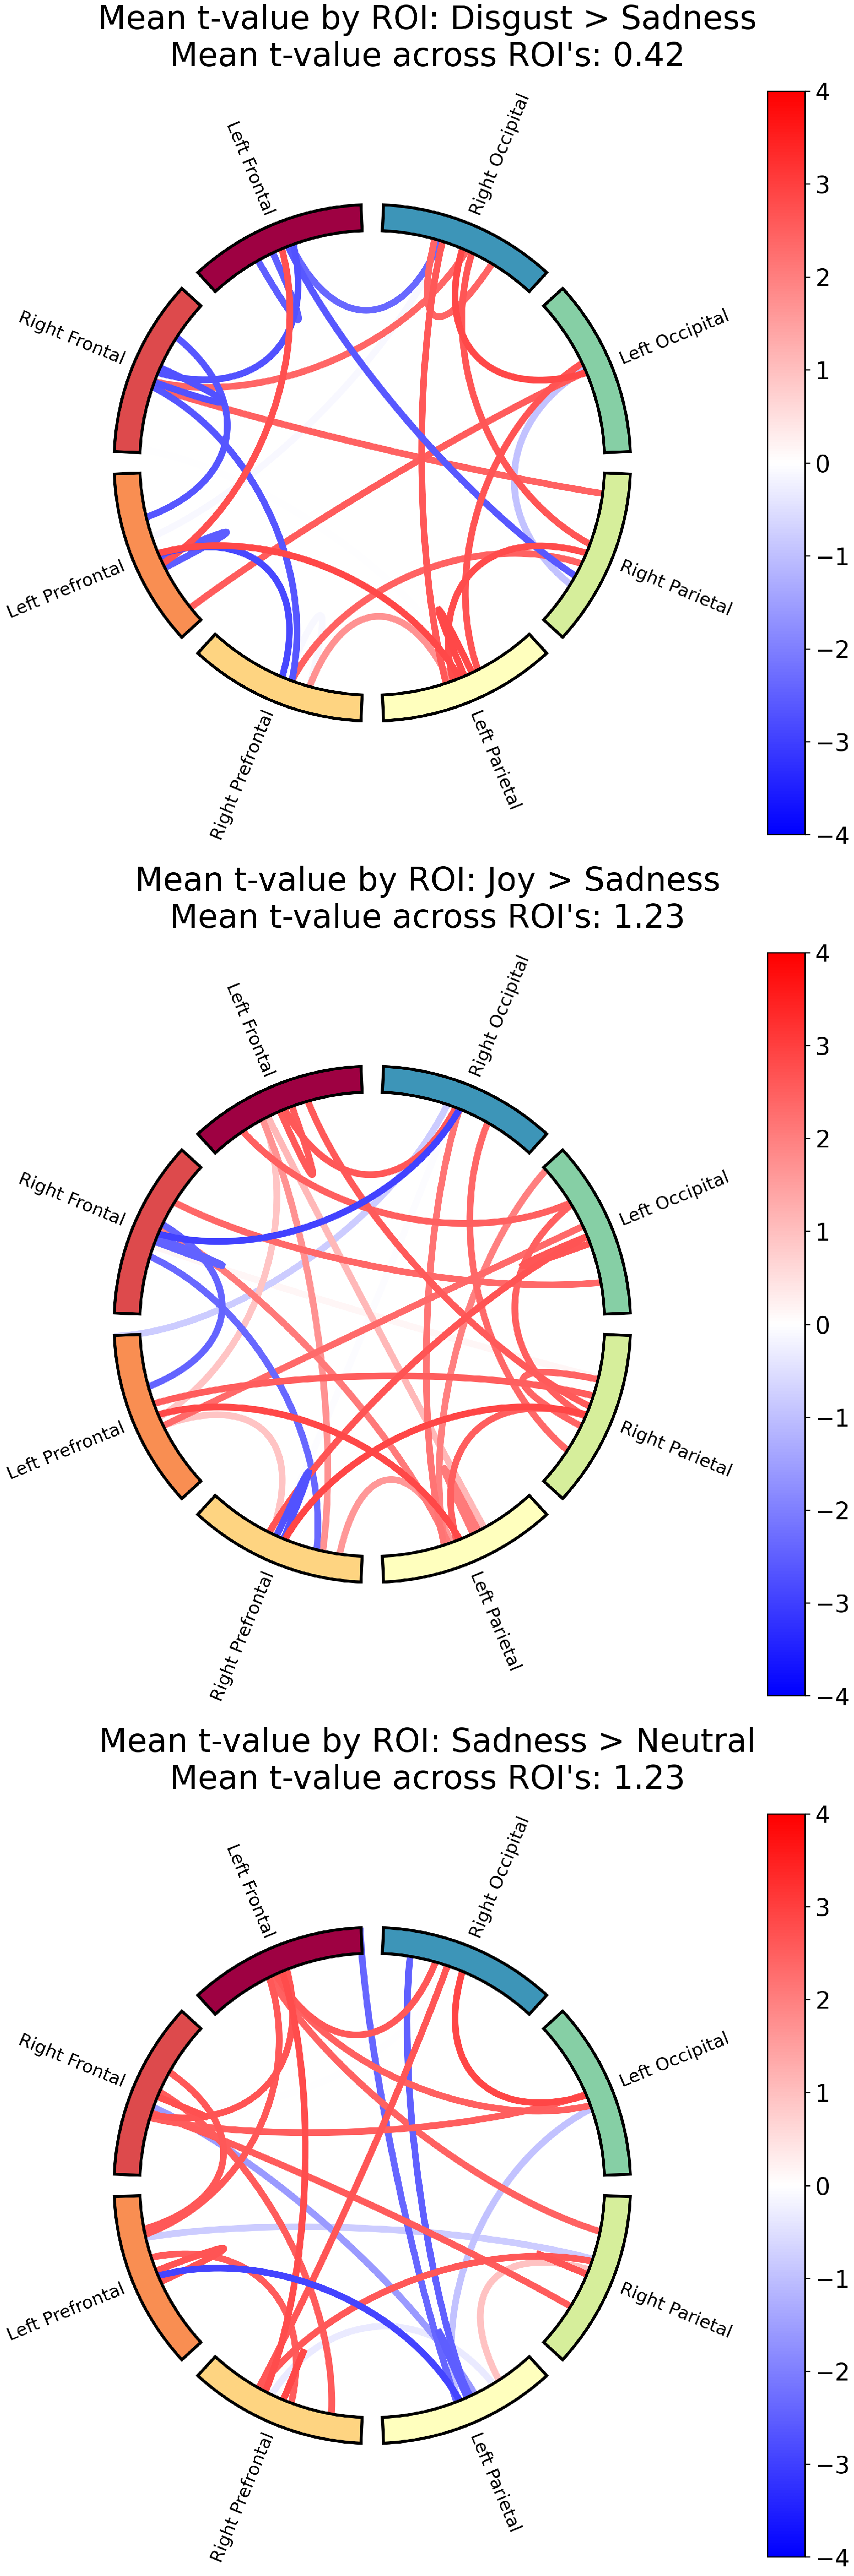 Mean t-value by ROI: Disgust > Sadness
Mean t-value across ROI's: 0.42
Left Frontal
Right Occipital
Right Frontal
Left Occipital
Left Prefrontal
Right Parietal
Right Prefrontal
Left Parietal
4
3
2
1
0
−1
−2
−3
−4
Mean t-value by ROI: Joy > Sadness
Mean t-value across ROI's: 1.23
Left Frontal
Right Occipital
Right Frontal
Left Occipital
Left Prefrontal
Right Parietal
Right Prefrontal
Left Parietal
4
3
2
1
0
−1
−2
−3
−4
Mean t-value by ROI: Sadness > Neutral
Mean t-value across ROI's: 1.23
Left Frontal
Right Occipital
Right Frontal
Left Occipital
Left Prefrontal
Right Parietal
Right Prefrontal
Left Parietal
4
3
2
1
0
−1
−2
−3
−4